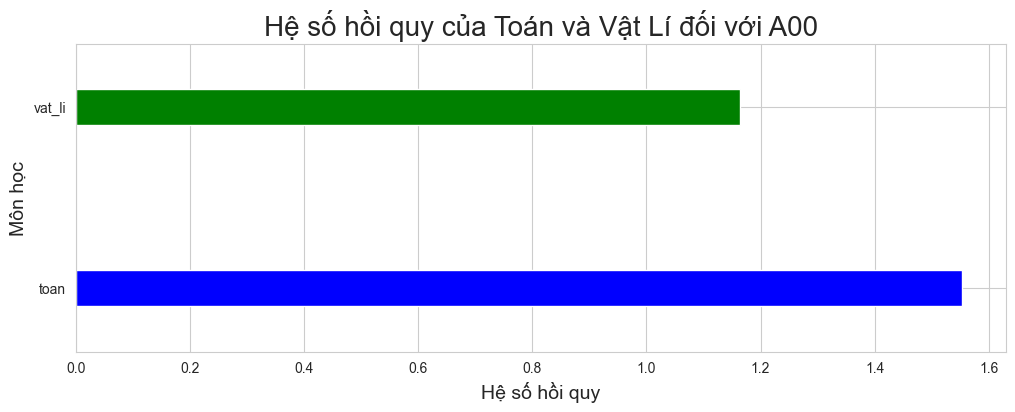 Hệ số hồi quy của Toán và Vật Lí đối với A00
vat_li
toan
Môn học
0.0 0.2 0.4 0.6 0.8 1.0 1.2 1.4 1.6
Hệ số hồi quy